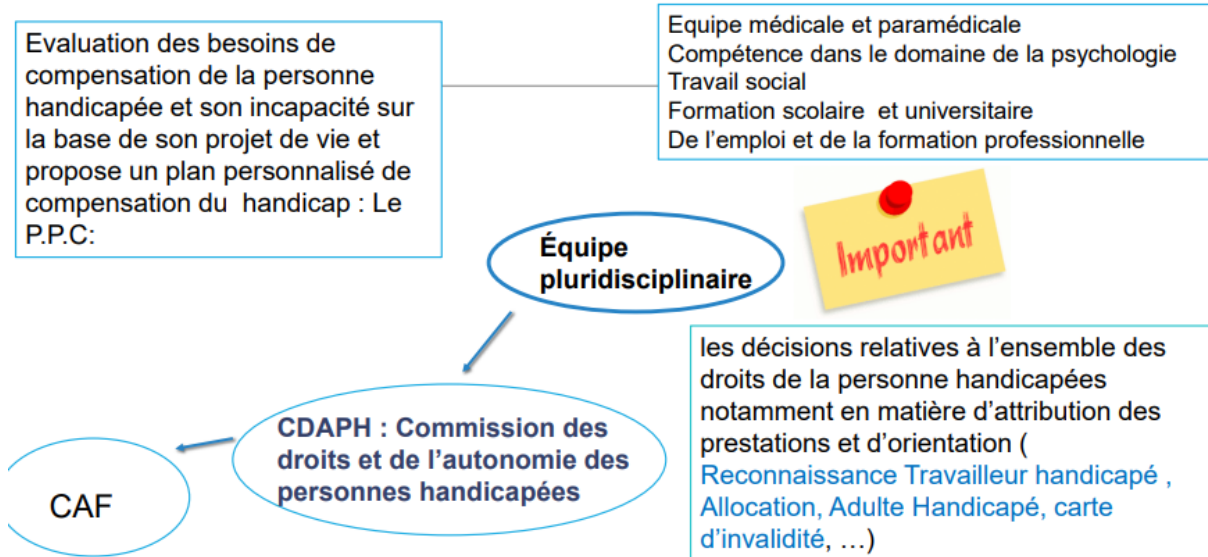 Evaluation des besoins de
compensation de la personne
handicapée et son incapacité sur
la base de son projet de vie et
propose un plan personnalisé de
compensation du  handicap : Le
P.P.C:
Equipe médicale et paramédicale
Compétence dans le domaine de la psychologie
Travail social
Formation scolaire  et universitaire
De l’emploi et de la formation professionnelle
Important
Équipe
pluridisciplinaire
les décisions relatives à l’ensemble des
droits de la personne handicapées
notamment en matière d’attribution des
prestations et d’orientation (
Reconnaissance Travailleur handicapé ,
Allocation, Adulte Handicapé, carte
d’invalidité, …)
CDAPH : Commission des
droits et de l’autonomie des
personnes handicapées
CAF